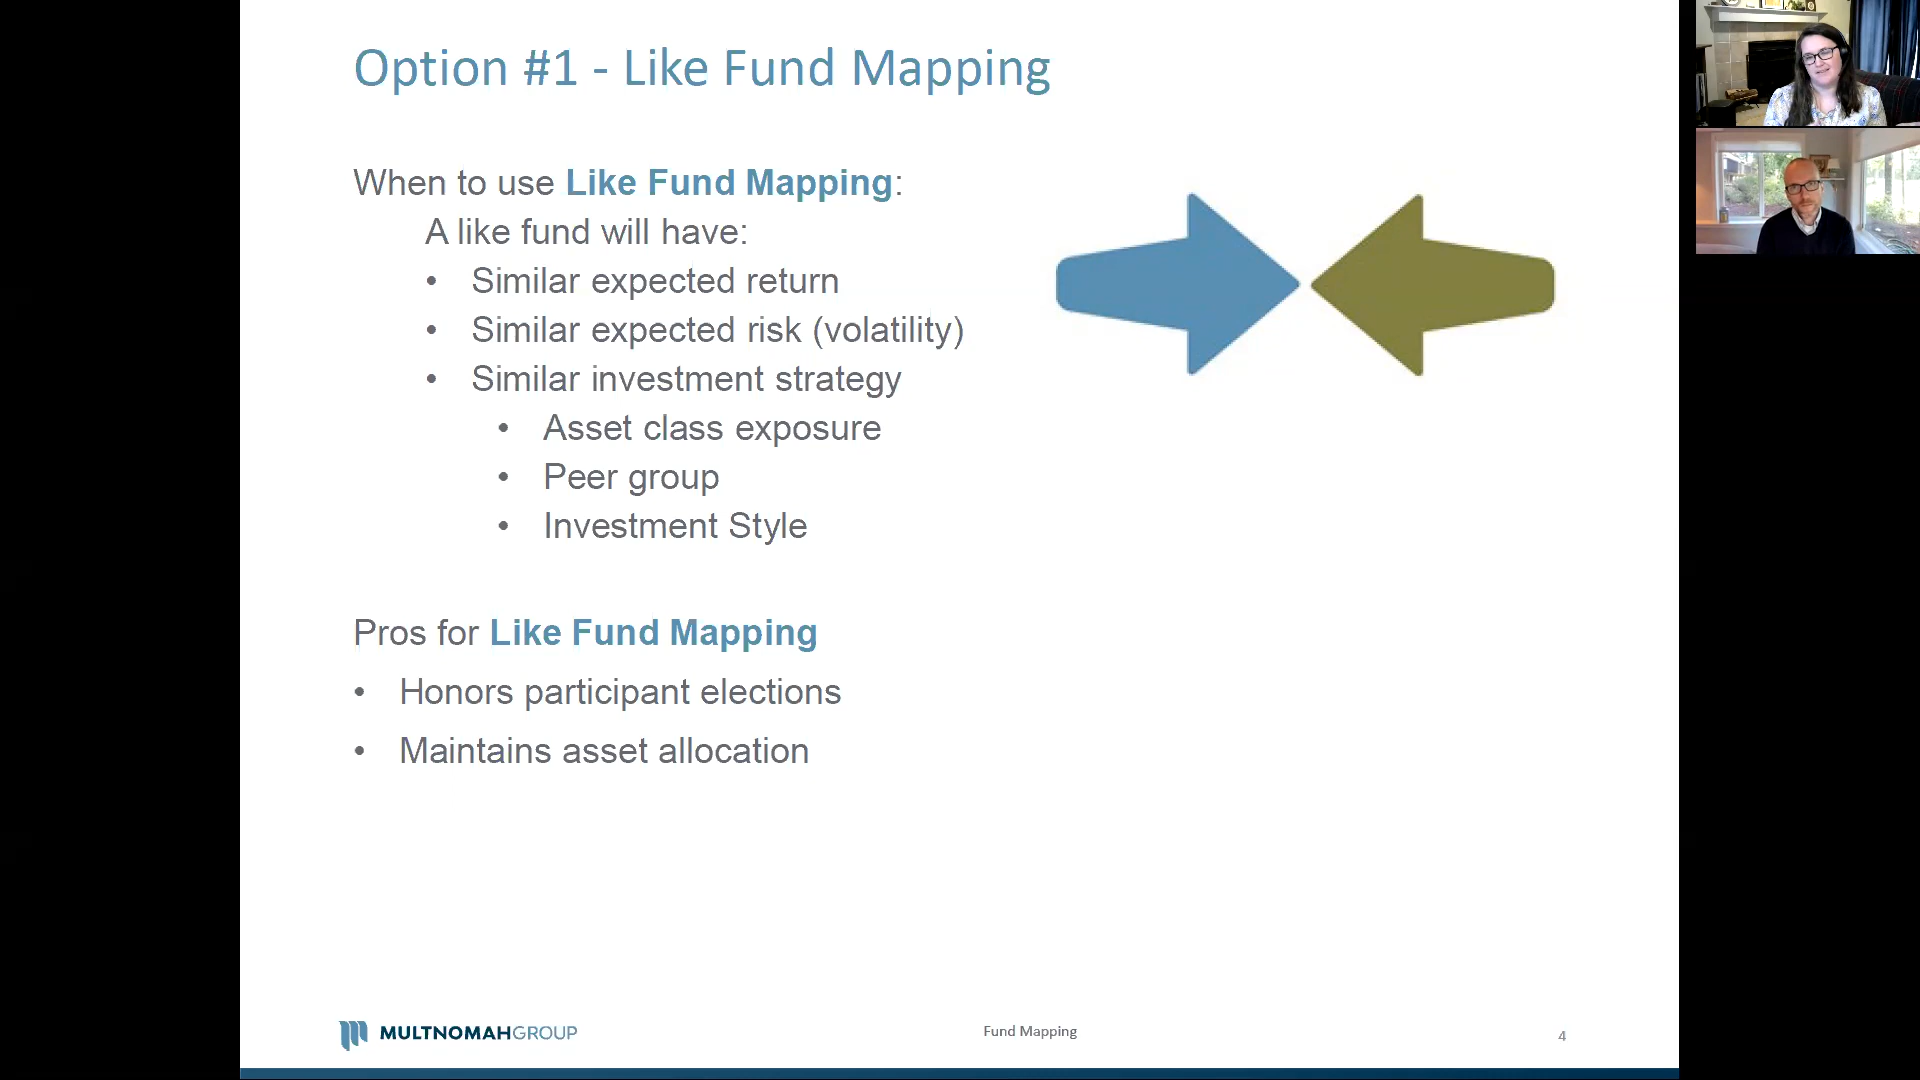 Option #1 - Like Fund Mapping
When to use Like Fund Mapping:
A like fund will have:
• Similar expected return
• Similar expected risk (volatility)
• Similar investment strategy
• Asset class exposure
• Peer group
• Investment Style
Pros for Like Fund Mapping
• Honors participant elections
• Maintains asset allocation
MULTNOMAHGROUP
Fund Mapping
4